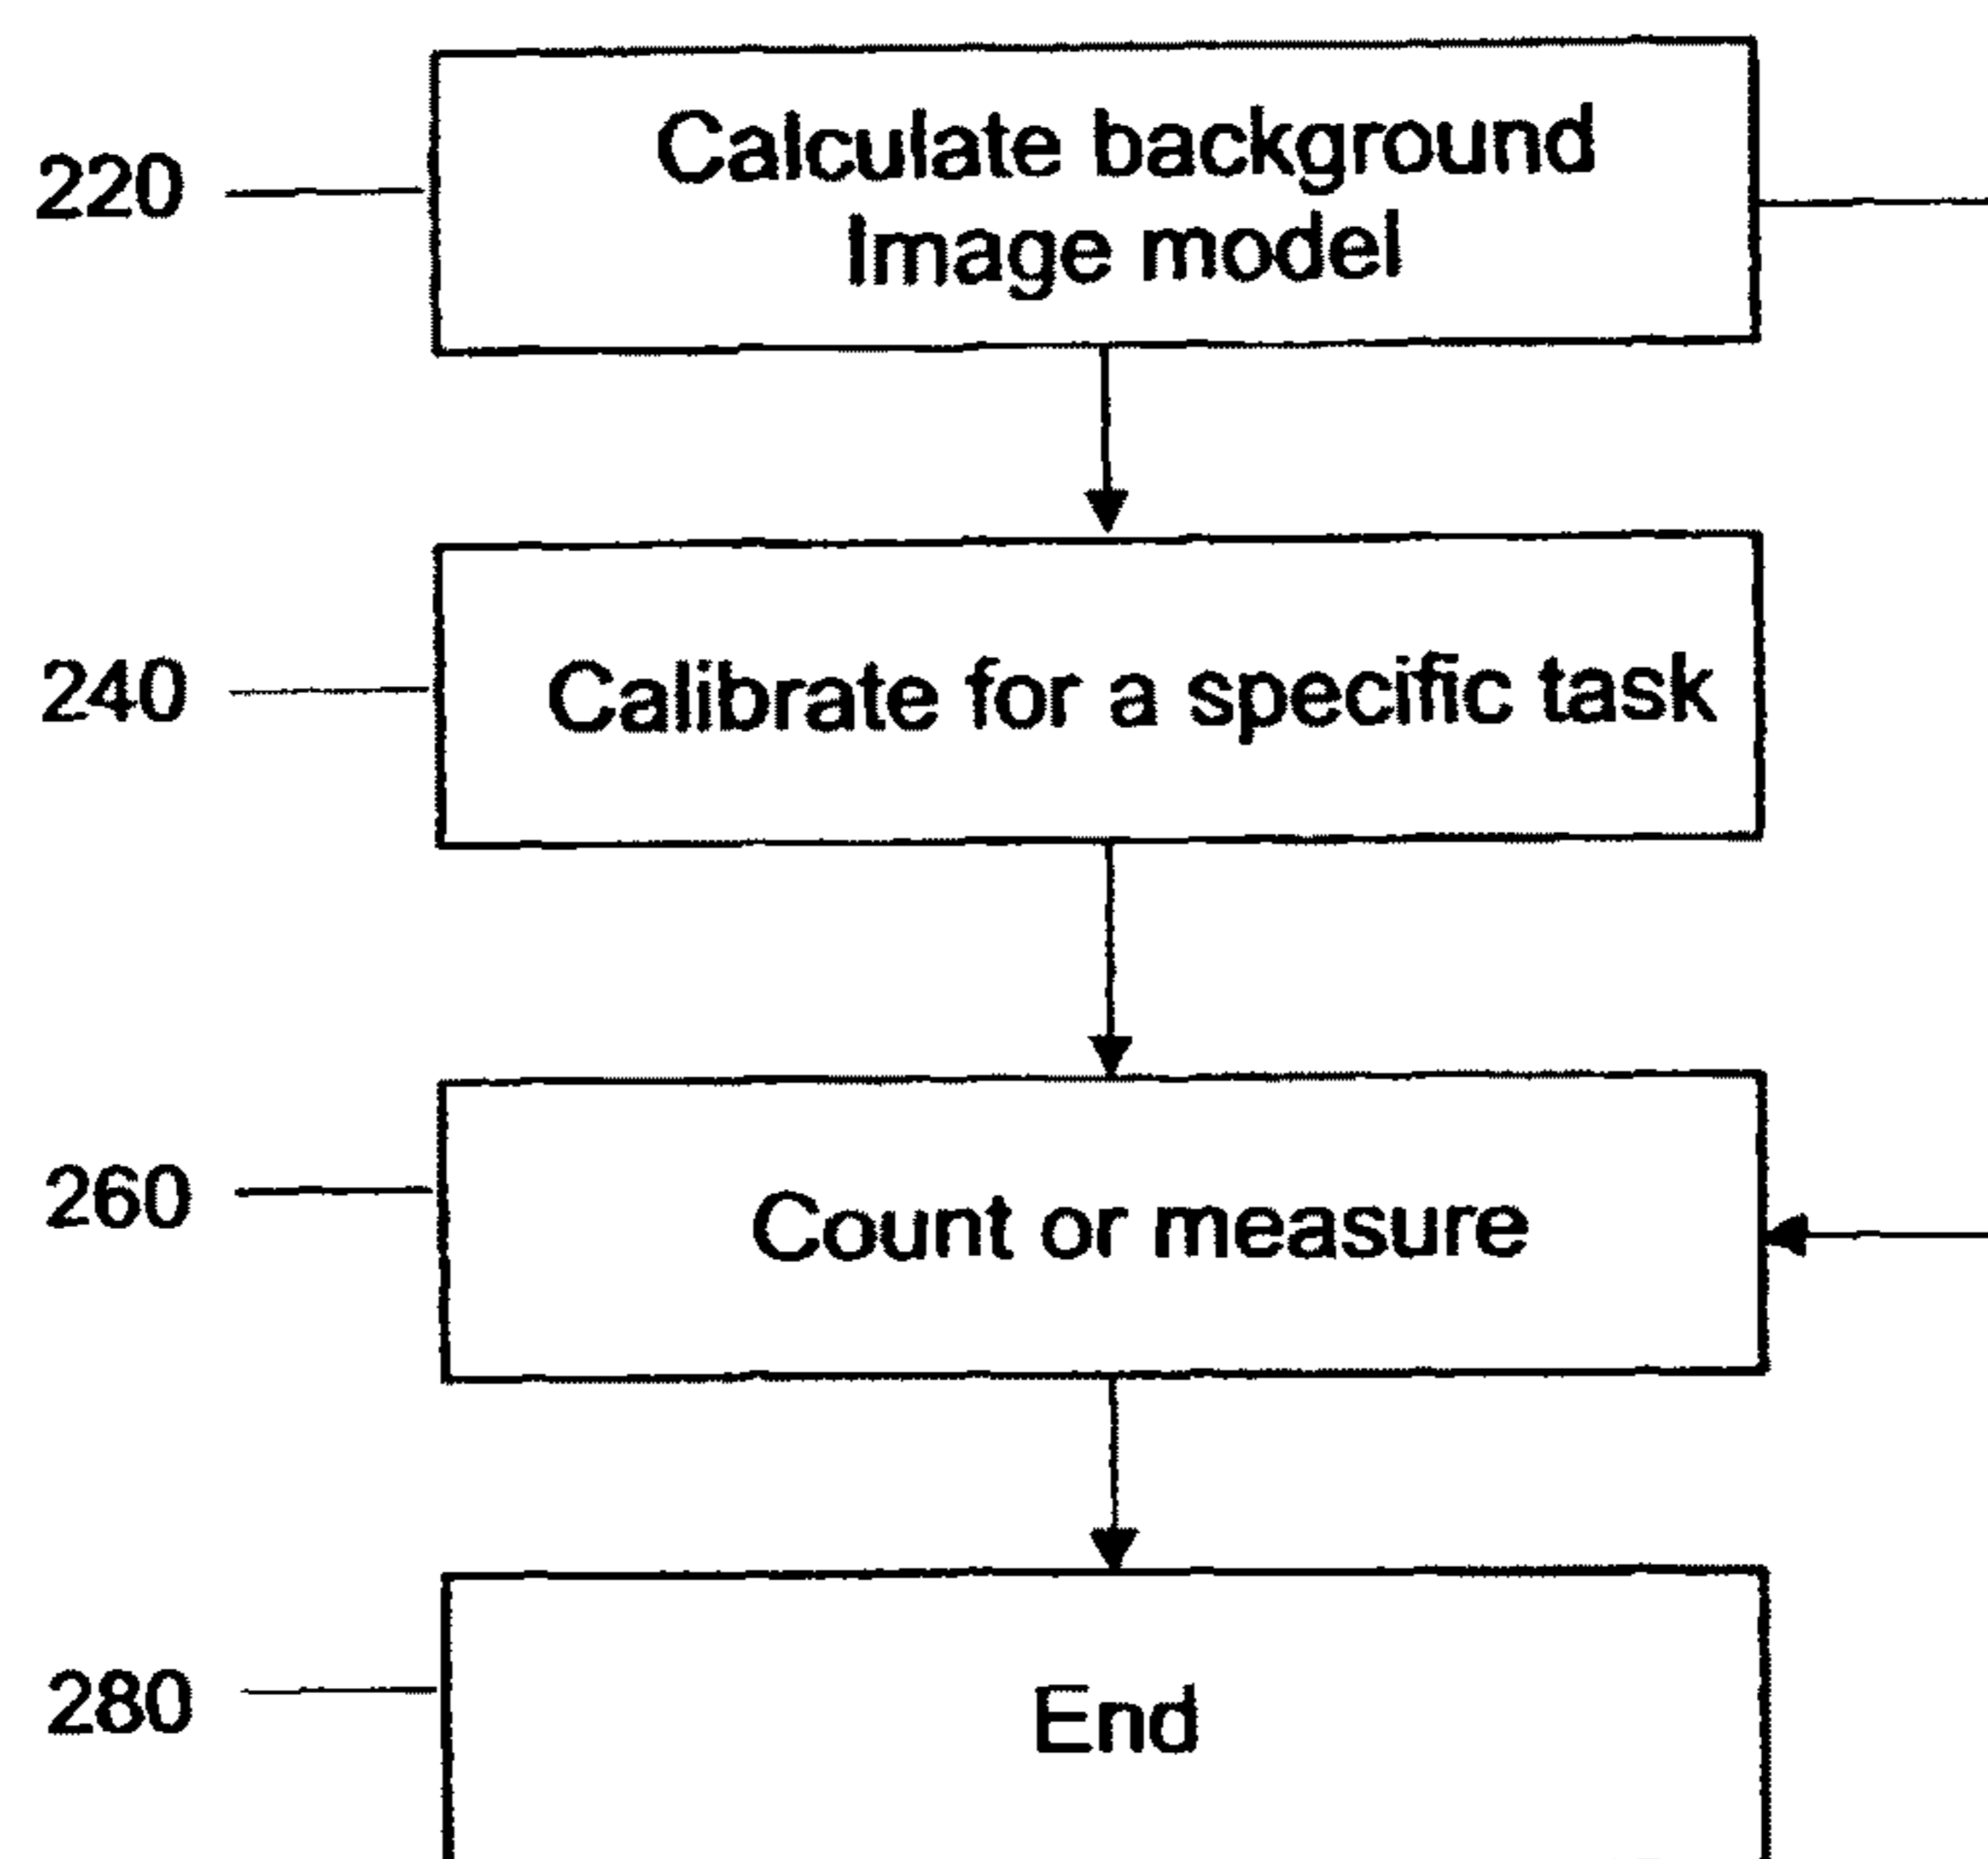 220
Calculate background
Image model
240
Calibrate for a specific task
260
Count or measure
280
End